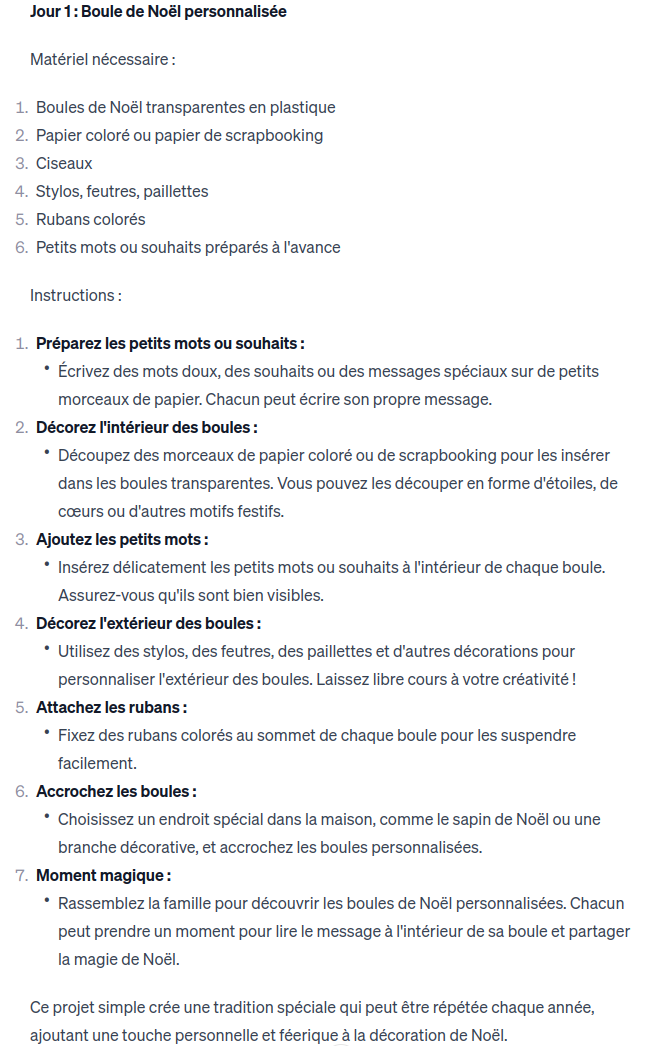 Jour 1 : Boule de Noël personnalisée
Matériel nécessaire :
1. Boules de Noël transparentes en plastique
2. Papier coloré ou papier de scrapbooking
3. Ciseaux
4. Stylos, feutres, paillettes
5. Rubans colorés
6. Petits mots ou souhaits préparés à l'avance
Instructions :
1. Préparez les petits mots ou souhaits :
• Écrivez des mots doux, des souhaits ou des messages spéciaux sur de petits
morceaux de papier. Chacun peut écrire son propre message.
2. Décorez l'intérieur des boules :
• Découpez des morceaux de papier coloré ou de scrapbooking pour les insérer
dans les boules transparentes. Vous pouvez les découper en forme d'étoiles, de
cœurs ou d'autres motifs festifs.
3. Ajoutez les petits mots :
• Insérez délicatement les petits mots ou souhaits à l'intérieur de chaque boule.
Assurez-vous qu'ils sont bien visibles.
4. Décorez l'extérieur des boules :
• Utilisez des stylos, des feutres, des paillettes et d'autres décorations pour
personnaliser l'extérieur des boules. Laissez libre cours à votre créativité !
5. Attachez les rubans :
• Fixez des rubans colorés au sommet de chaque boule pour les suspendre
facilement.
6. Accrochez les boules :
• Choisissez un endroit spécial dans la maison, comme le sapin de Noël ou une
branche décorative, et accrochez les boules personnalisées.
7. Moment magique :
• Rassemblez la famille pour découvrir les boules de Noël personnalisées. Chacun
peut prendre un moment pour lire le message à l'intérieur de sa boule et partager
la magie de Noël.
Ce projet simple crée une tradition spéciale qui peut être répétée chaque année,
ajoutant une touche personnelle et féerique à la décoration de Noël.